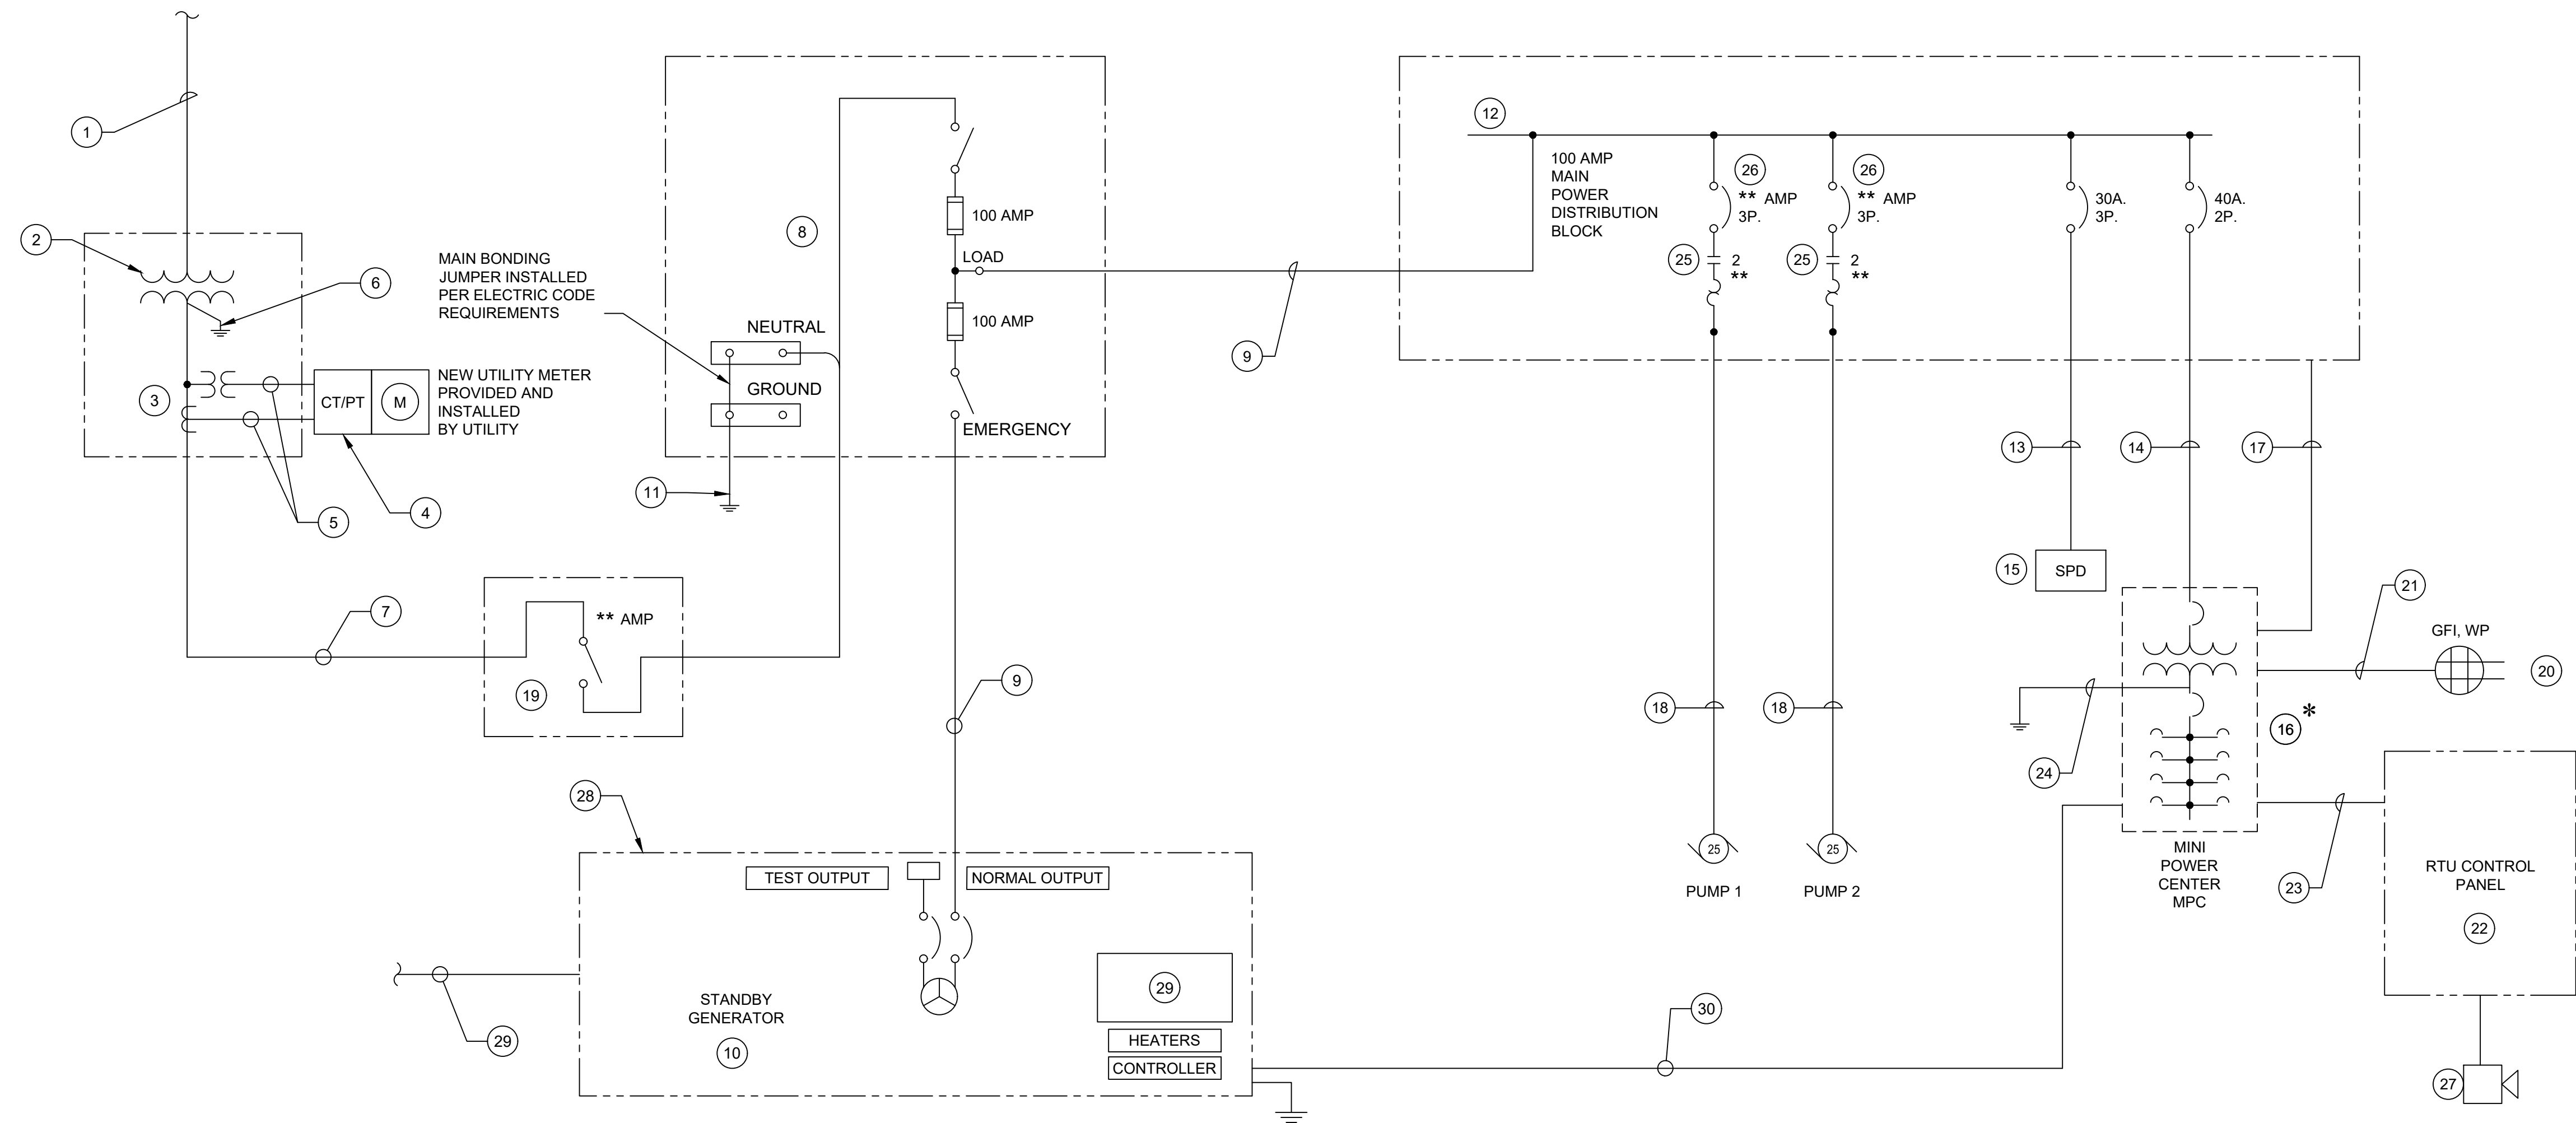 1
2
6
3
CT/PT
M
NEW UTILITY METER
PROVIDED AND
INSTALLED
BY UTILITY
5
4
7
MAIN BONDING
JUMPER INSTALLED
PER ELECTRIC CODE
REQUIREMENTS
8
100 AMP
LOAD
100 AMP
NEUTRAL
GROUND
EMERGENCY
11
9
** AMP
19
9
12
100 AMP
MAIN
POWER
DISTRIBUTION
BLOCK
26
** AMP
3P.
25
2
**
26
** AMP
3P.
25
2
**
30A.
3P.
40A.
2P.
13
14
17
15
SPD
21
GFI, WP
20
18
18
16 *
24
25
25
PUMP 1
PUMP 2
MINI
POWER
CENTER
MPC
23
RTU CONTROL
PANEL
22
27
28
TEST OUTPUT
NORMAL OUTPUT
STANDBY
GENERATOR
10
29
HEATERS
CONTROLLER
29
30